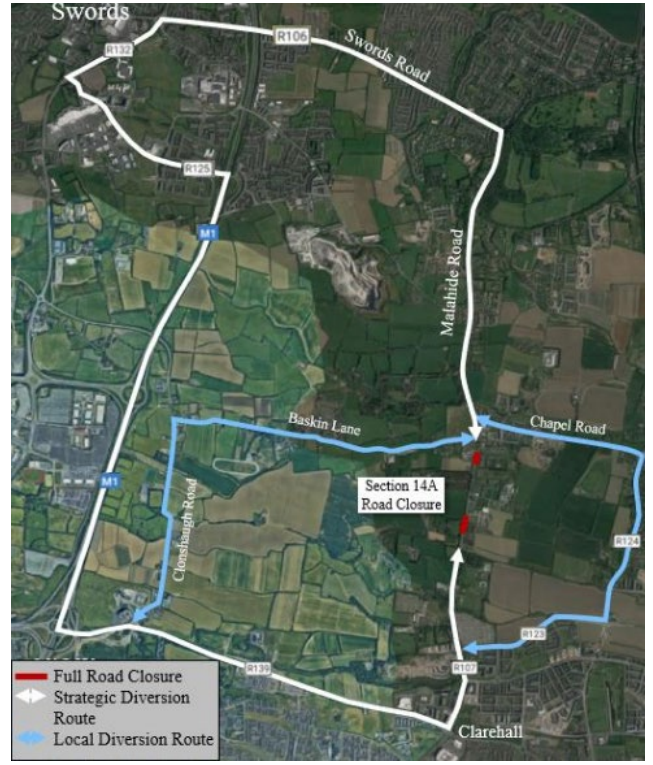 Swords
R132
R106
Swords Road
R125
M1
Malahide Road
Baskin Lane
Chapel Road
M1
Section 14A
Road Closure
Clonshaugh Road
R124
R123
R139
R107
Clarehall
Full Road Closure
Strategic Diversion
Route
Local Diversion Route